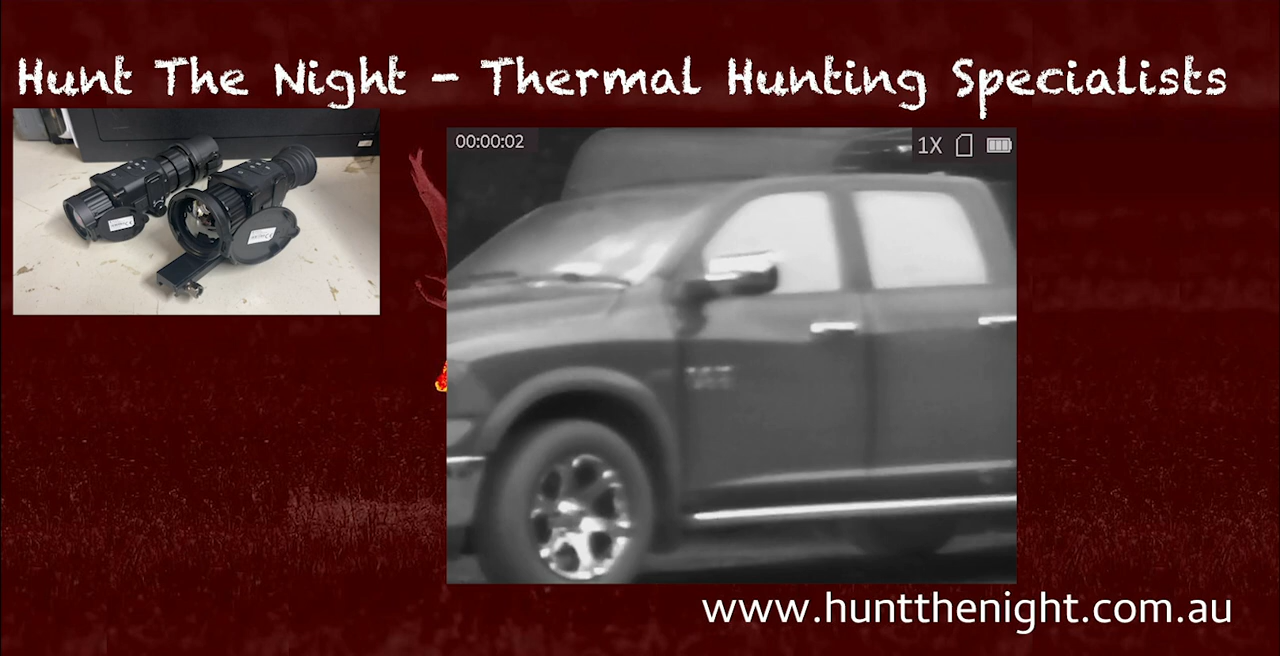 Hunt The Night - Thermal Hunting Specialists
00:00:02
1X
www.huntthenight.com.au